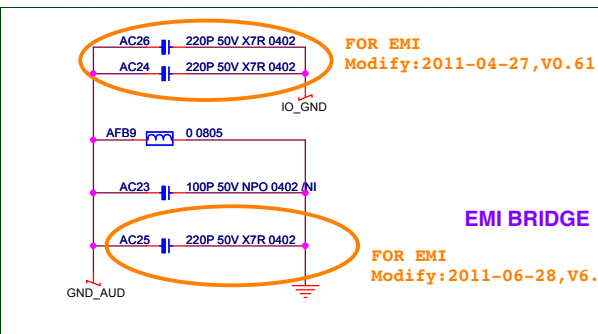 AC26 220P 50V X7R 0402
FOR EMI
AC24 220P 50V X7R 0402
Modify:2011-04-27,V0.61
IO_GND
AFB9 0 0805
AC23 100P 50V NPO 0402 /NI
EMI BRIDGE
AC25 220P 50V X7R 0402
FOR EMI
Modify:2011-06-28,V6.
GND_AUD